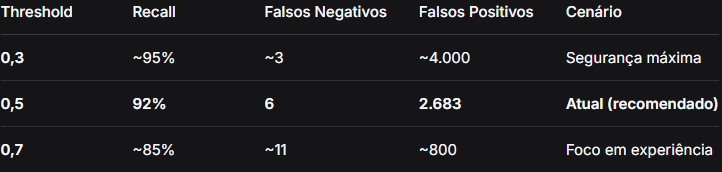 Threshold Recall Falsos Negativos Falsos Positivos Cenário
0,3 ~95% ~3 ~4.000 Segurança máxima
0,5 92% 6 2.683 Atual (recomendado)
0,7 ~85% ~11 ~800 Foco em experiência